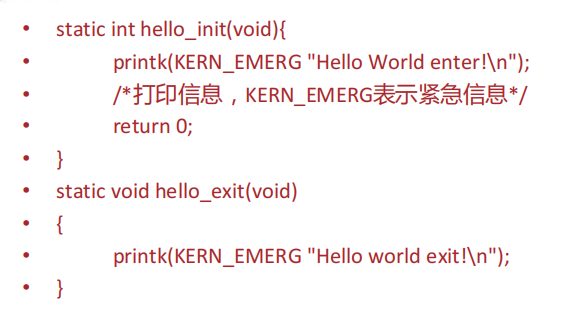 • static int hello_init(void){
• printk(KERN_EMERG "Hello World enter!\n");
• /*打印信息，KERN_EMERG表示紧急信息*/
• return 0;
• }
• static void hello_exit(void)
• {
• printk(KERN_EMERG "Hello world exit!\n");
• }